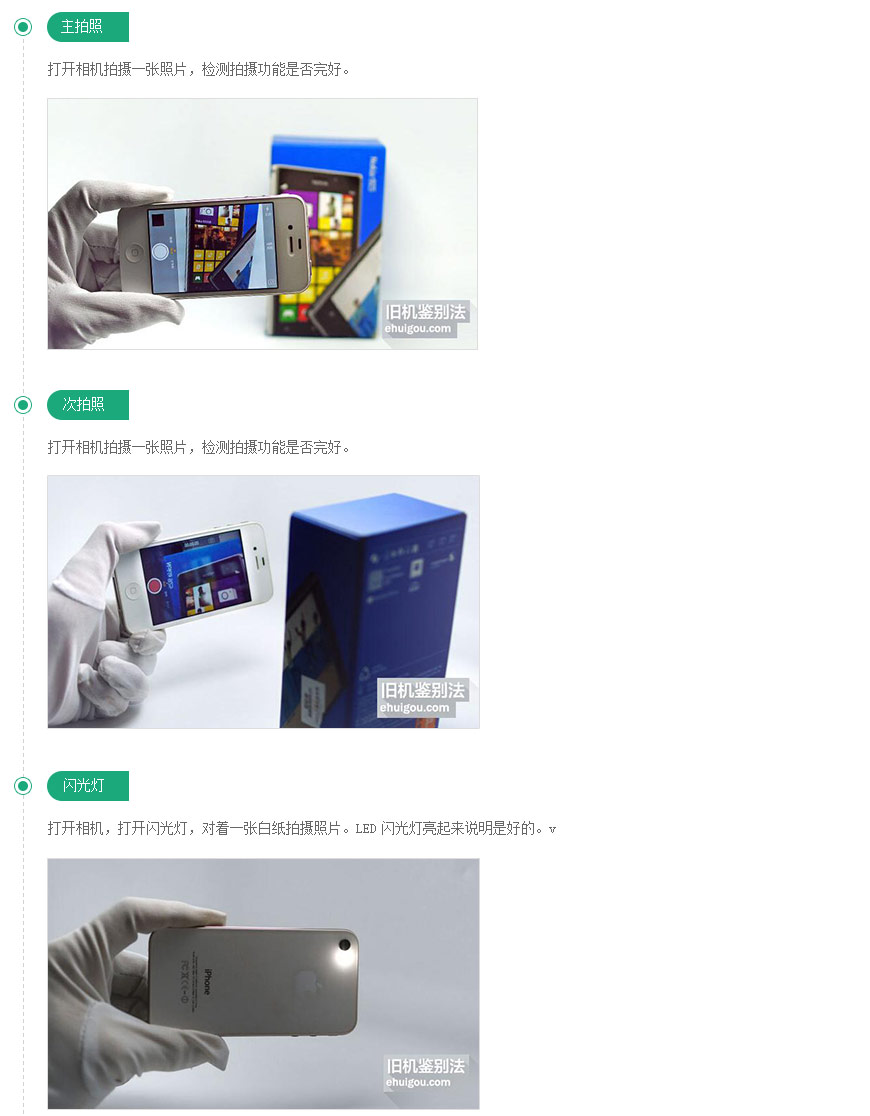 主拍照
打开相机拍摄一张照片，检测拍摄功能是否完好。
旧机鉴别法
ehuigou.com
次拍照
打开相机拍摄一张照片，检测拍摄功能是否完好。
旧机鉴别法
ehuigou.com
闪光灯
打开相机，打开闪光灯，对着一张白纸拍摄照片。LED 闪光灯亮起来说明是好的。v
iPhone
旧机鉴别法
ehuigou.com